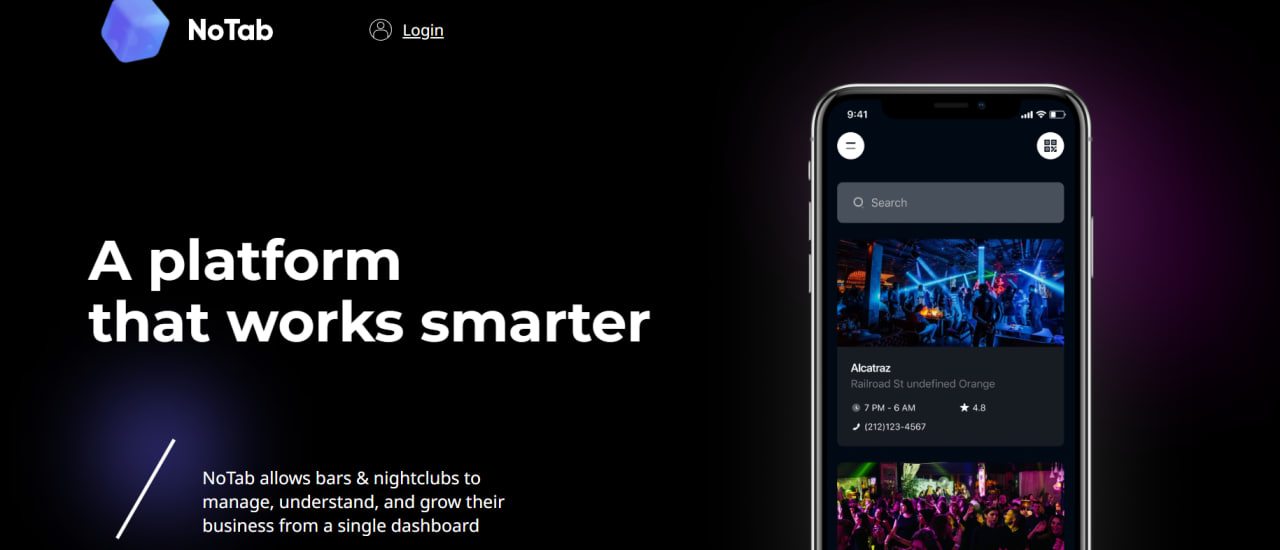 NoTab
Login
A platform
that works smarter
NoTab allows bars & nightclubs to
manage, understand, and grow their
business from a single dashboard
9:41
Search
Alcatraz
Railroad St undefined Orange
7 PM - 6 AM
4.8
(212)123-4567